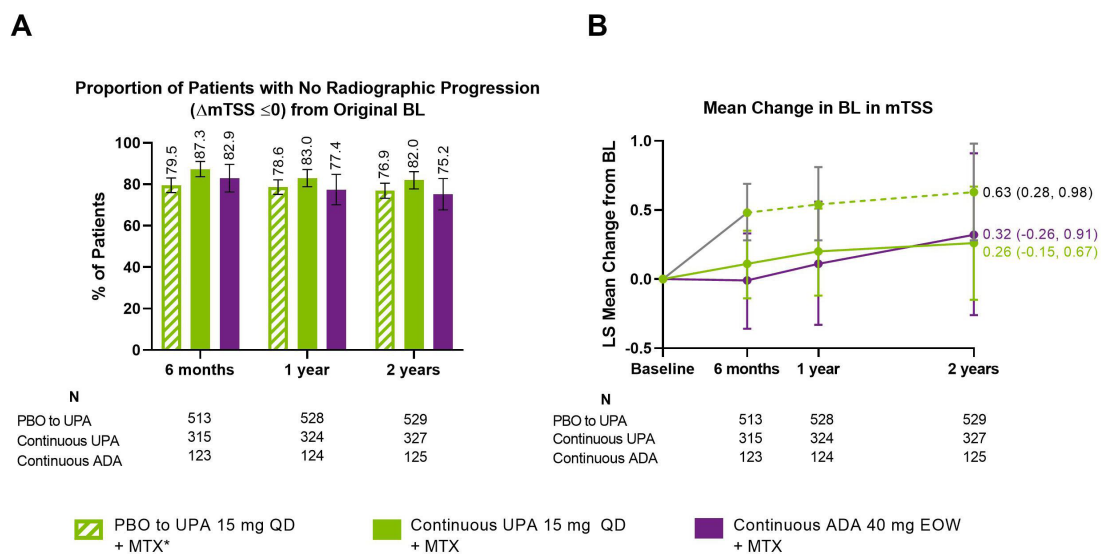 A
Proportion of Patients with No Radiographic Progression
(ΔmTSS ≤0) from Original BL
% of Patients
100
80
60
40
20
0
79.5
87.3
82.9
78.6
83.0
77.4
76.9
82.0
75.2
6 months 1 year 2 years
N
PBO to UPA 513 528 529
Continuous UPA 315 324 327
Continuous ADA 123 124 125
B
Mean Change in BL in mTSS
LS Mean Change from BL
1.0
0.5
0.0
-0.5
0.63 (0.28, 0.98)
0.32 (-0.26, 0.91)
0.26 (-0.15, 0.67)
Baseline 6 months 1 year 2 years
N
PBO to UPA 513 528 529
Continuous UPA 315 324 327
Continuous ADA 123 124 125
PBO to UPA 15 mg QD
+ MTX*
Continuous UPA 15 mg QD
+ MTX
Continuous ADA 40 mg EOW
+ MTX